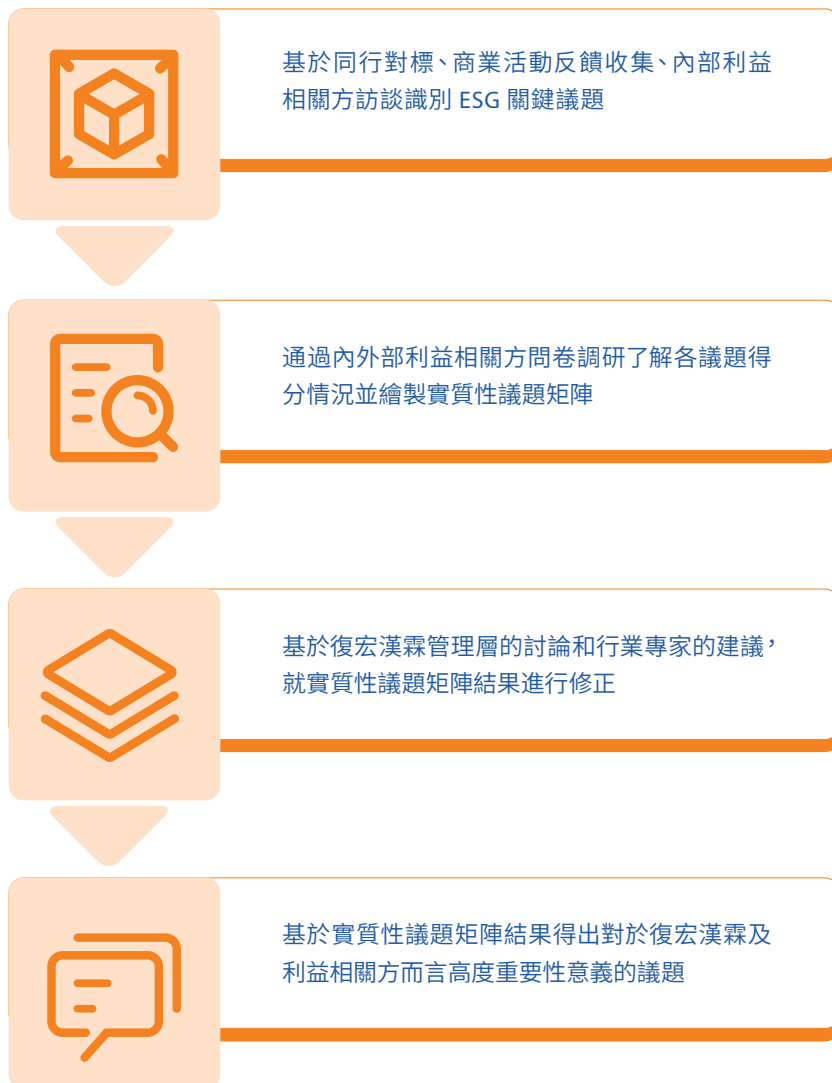 基於同行對標、商業活動反饋收集、內部利益
相關方訪談識別 ESG 關鍵議題
通過內外部利益相關方問卷調研了解各議題得
分情況並繪製實質性議題矩陣
基於復宏漢霖管理層的討論和行業專家的建議，
就實質性議題矩陣結果進行修正
基於實質性議題矩陣結果得出對於復宏漢霖及
利益相關方而言高度重要性意義的議題